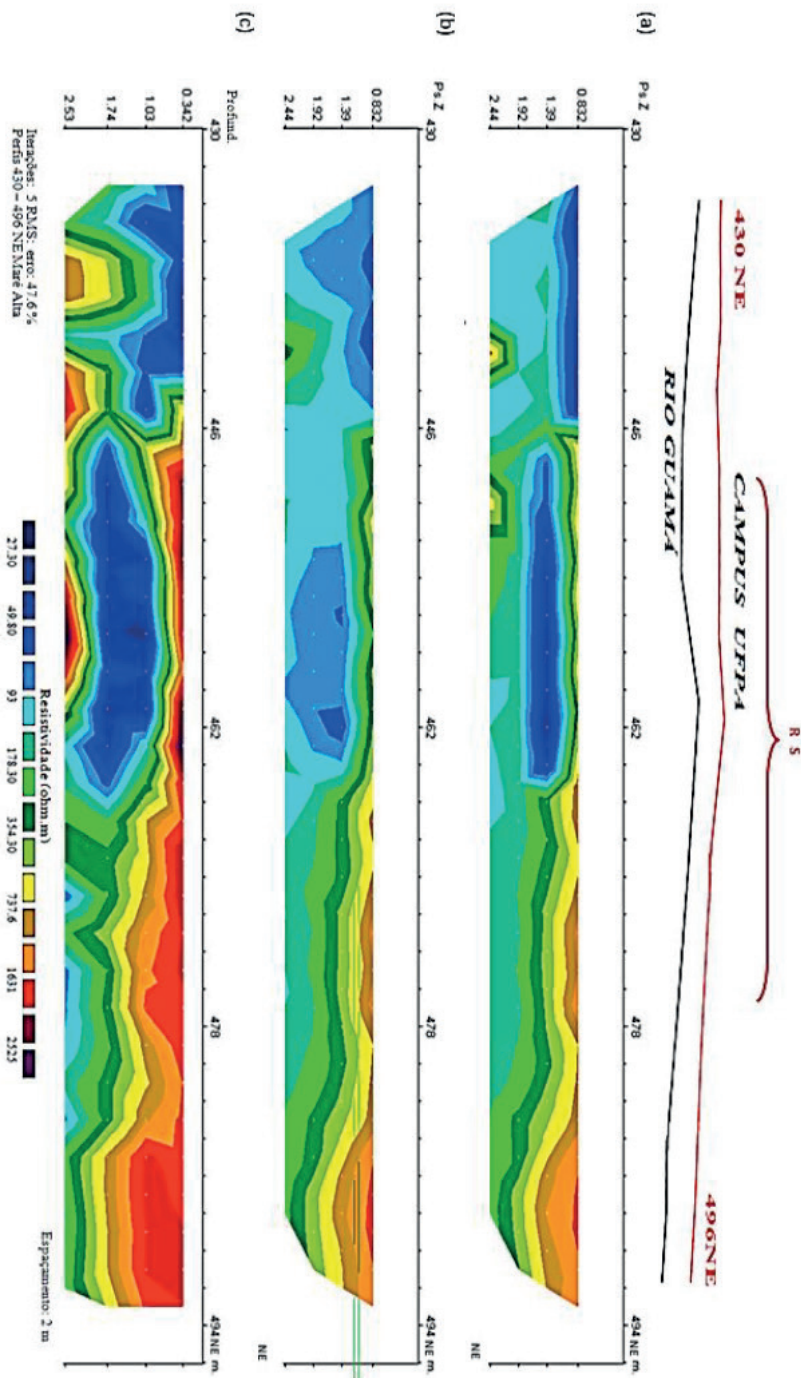 R S
CAMPUS UFPA
430 NE
496NE
RIO GUAMÁ
(a)
430
446
462
478
494 NE m.
Ps.Z
0.832
1.39
1.92
2.44
NE
(b)
430
446
462
478
494 NE m.
Ps.Z
0.832
1.39
1.92
2.44
NE
(c)
430
446
462
478
494 NE m.
Profund.
0.342
1.03
1.74
2.53
Iterações: 5 RMS: erro: 47.6 %
Perfis 430 – 496 NE Maré Alta
Resistividade (ohm.m)
27.30
49.80
93
178.30
354.30
737.6
1631
2525
Espaçamento: 2 m